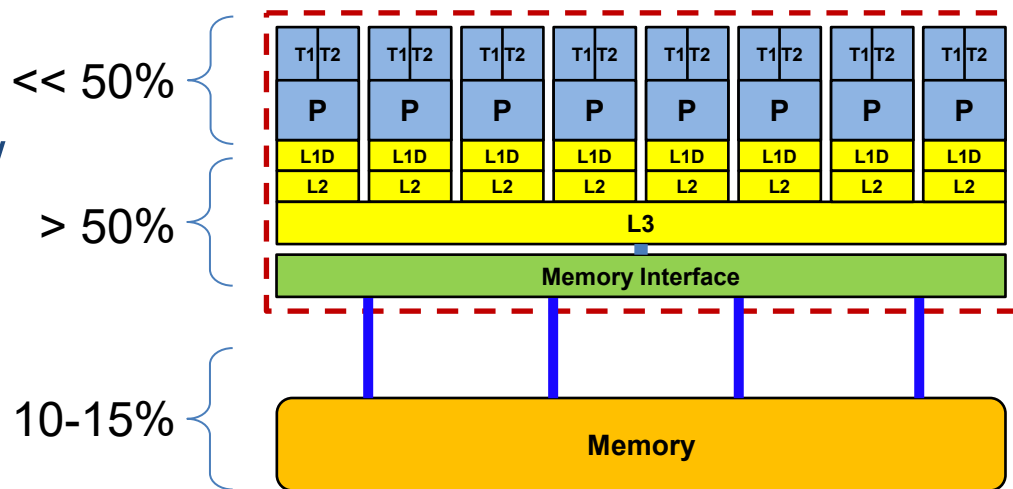 T1 T2 T1 T2 T1 T2 T1 T2 T1 T2 T1 T2 T1 T2 T1 T2
<< 50%
P P P P P P P P
L1D L1D L1D L1D L1D L1D L1D L1D
L2 L2 L2 L2 L2 L2 L2 L2
> 50%
L3
Memory Interface
10-15%
Memory